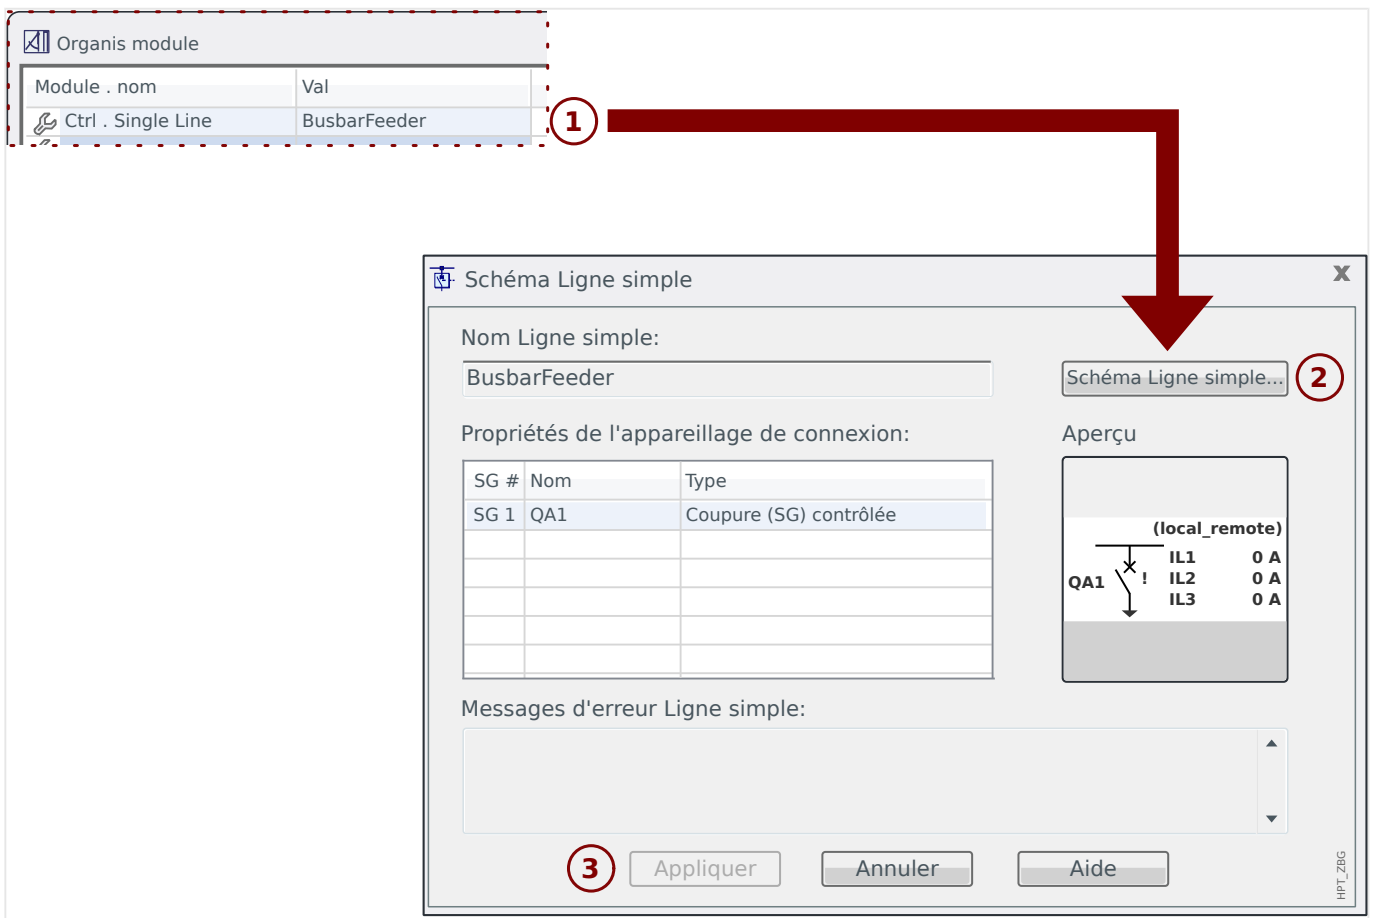 Organis module
Module . nom Val
Ctrl . Single Line BusbarFeeder
1
Schéma Ligne simple X
Nom Ligne simple:
BusbarFeeder
Schéma Ligne simple...
2
Propriétés de l'appareillage de connexion:
SG # Nom Type
SG 1 QA1 Coupure (SG) contrôlée
Aperçu
(local_remote)
IL1 0 A
QA1 ! IL2 0 A
IL3 0 A
Messages d'erreur Ligne simple:
3
Appliquer Annuler Aide
HPT_ZBG